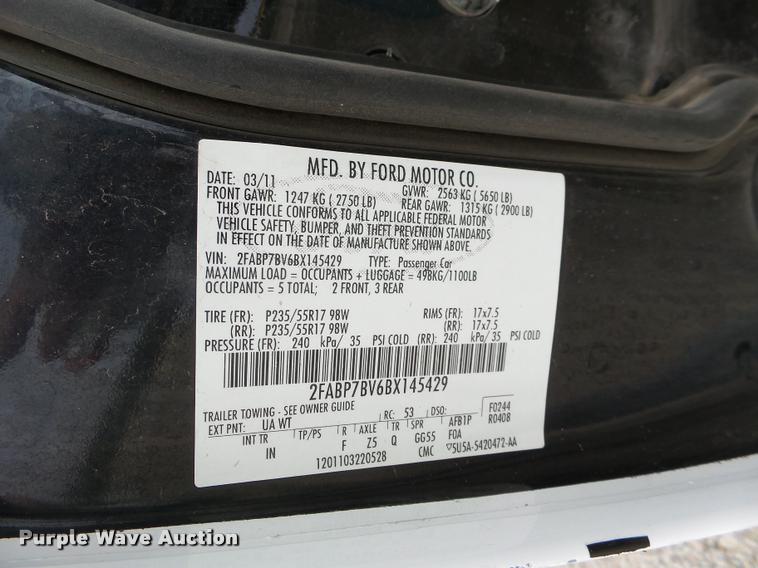 MFD. BY FORD MOTOR CO.
DATE: 03/11 GVWR: 2563 KG ( 5650 LB)
FRONT GAWR: 1247 KG ( 2750 LB) REAR GAWR: 1315 KG ( 2900 LB)
THIS VEHICLE CONFORMS TO ALL APPLICABLE FEDERAL MOTOR
VEHICLE SAFETY, BUMPER, AND THEFT PREVENTION STANDARDS
IN EFFECT ON THE DATE OF MANUFACTURE SHOWN ABOVE.
VIN: 2FABP7BV6BX145429 TYPE: Passenger Car
MAXIMUM LOAD = OCCUPANTS + LUGGAGE = 498KG/1100LB
OCCUPANTS = 5 TOTAL; 2 FRONT, 3 REAR
TIRE (FR): P235/55R17 98W RIMS (FR): 17x7.5
(RR): P235/55R17 98W (RR): 17x7.5
PRESSURE (FR): 240 kPa/ 35 PSI COLD (RR): 240 kPa/ 35 PSI COLD
2FABP7BV6BX145429
TRAILER TOWING - SEE OWNER GUIDE
EXT PNT: UA WT RC: 53 DSO: F0244
INT TR TP/PS R AXLE TR SPR AFB1P R0408
IN F Z5 Q GG55 FOA
1201103220528 CMC ▽5U5A-5420472-AA
Purple Wave Auction